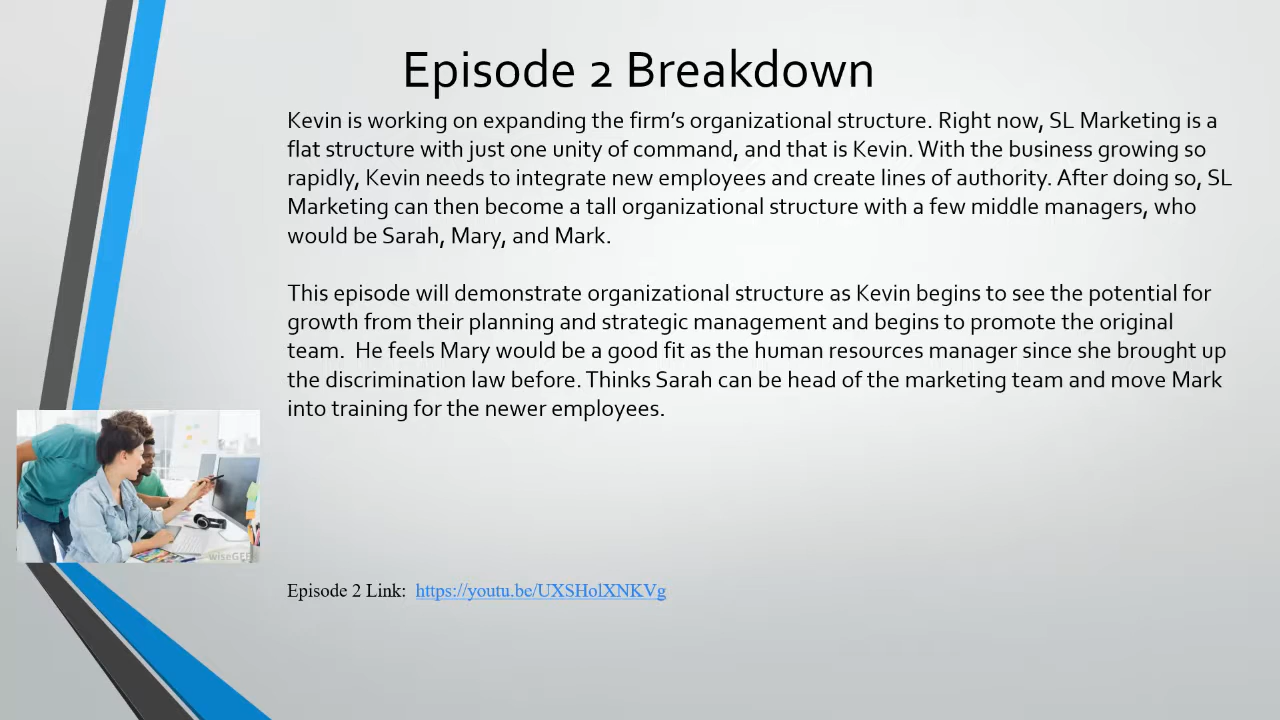 Episode 2 Breakdown
Kevin is working on expanding the firm’s organizational structure. Right now, SL Marketing is a
flat structure with just one unity of command, and that is Kevin. With the business growing so
rapidly, Kevin needs to integrate new employees and create lines of authority. After doing so, SL
Marketing can then become a tall organizational structure with a few middle managers, who
would be Sarah, Mary, and Mark.
This episode will demonstrate organizational structure as Kevin begins to see the potential for
growth from their planning and strategic management and begins to promote the original
team.  He feels Mary would be a good fit as the human resources manager since she brought up
the discrimination law before. Thinks Sarah can be head of the marketing team and move Mark
into training for the newer employees.
wiseGEEK
Episode 2 Link:  https://youtu.be/UXSHolXNKVg